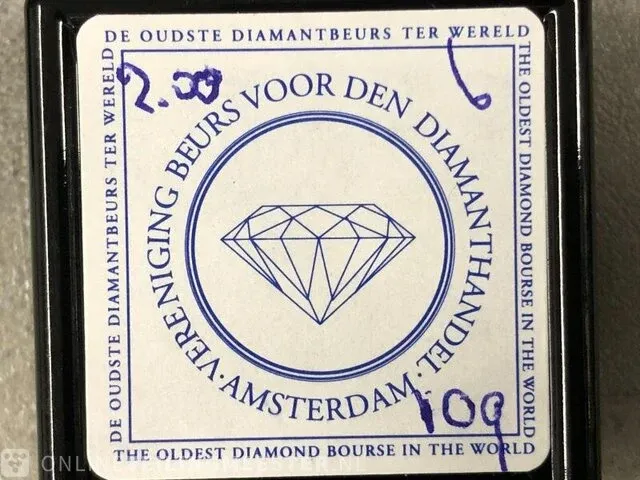 DE OUDSTE DIAMANTBEURS TER WERELD
DE OUDSTE DIAMANTBEURS TER WERELD
THE OLDEST DIAMOND BOURSE IN THE WORLD
2.00
6
VERENIGING BEURS VOOR DEN DIAMANTHANDEL
· AMSTERDAM ·
109
THE OLDEST DIAMOND BOURSE IN THE WORLD